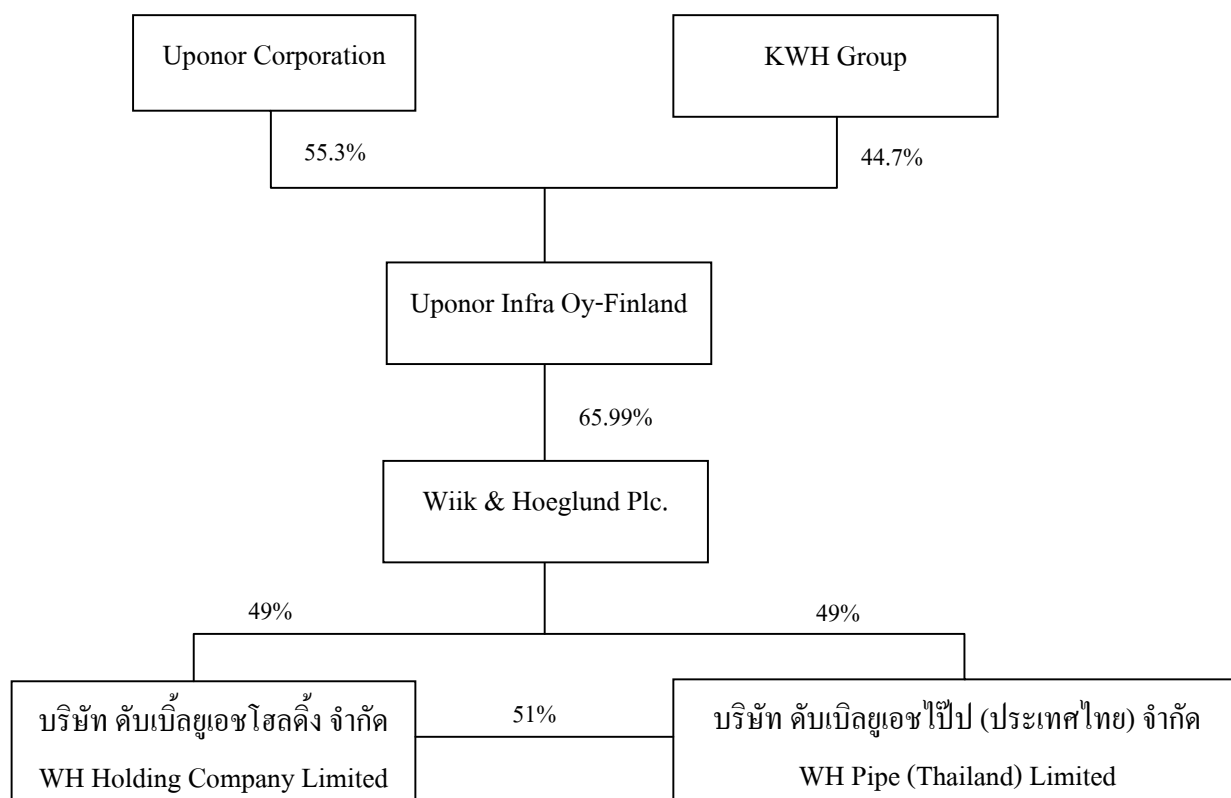 Uponor Corporation
KWH Group
55.3%
44.7%
Uponor Infra Oy-Finland
65.99%
Wiik & Hoeglund Plc.
49%
49%
บริษัท ดับเบิ้ลยูเอชโฮลดิ้ง จำกัด
WH Holding Company Limited
51%
บริษัท ดับเบิลยูเอชไป๊ป (ประเทศไทย) จำกัด
WH Pipe (Thailand) Limited